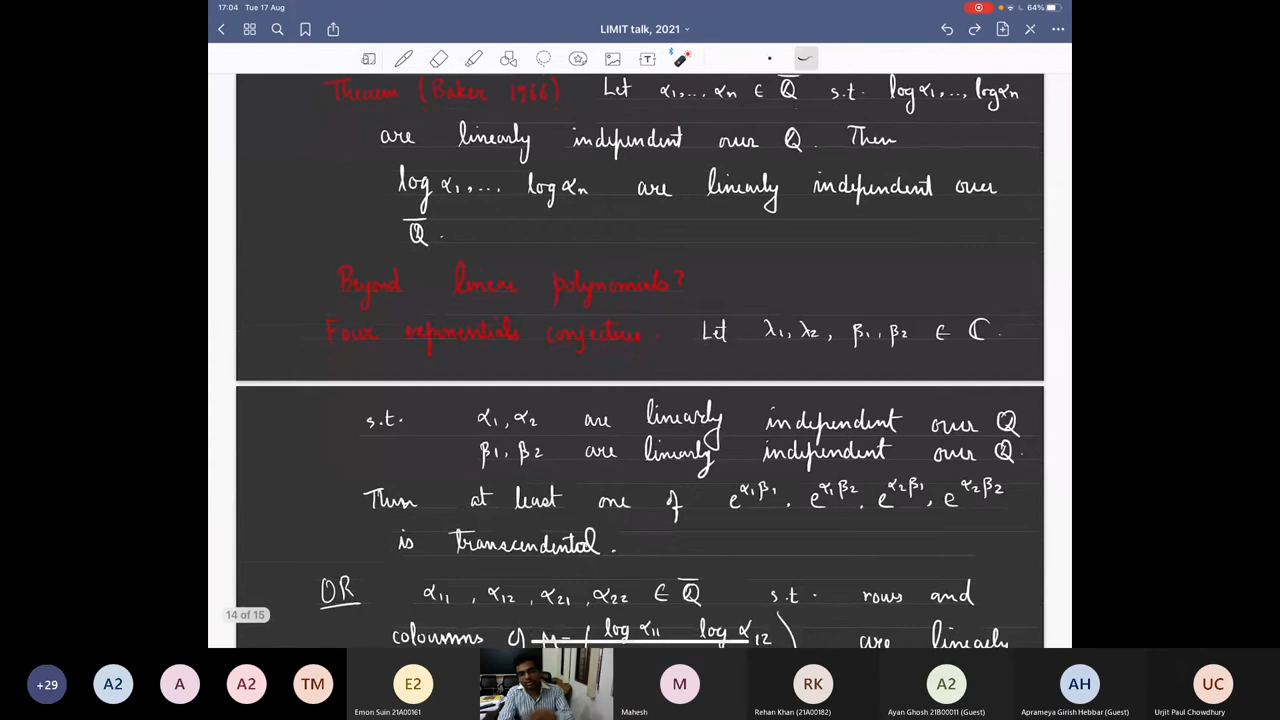 17:04 Tue 17 Aug
64%
LIMIT talk, 2021
Theorem (Baker 1966) Let α1,... αn ∈ Q̅ s.t. log α1,.., log αn
are linearly independent over Q. Then
log α1,... log αn are linearly independent over
Q̅.
Beyond linear polynomials?
Four exponentials conjecture. Let λ1, λ2, β1, β2 ∈ ℂ.
s.t. α1, α2 are linearly independent over Q
β1, β2 are linearly independent over Q.
Then at least one of e^{α1β1}, e^{α1β2}, e^{α2β1}, e^{α2β2}
is transcendental.
OR α11, α12, α21, α22 ∈ Q̅ s.t. rows and
14 of 15
log α11 log α12
coloumns of M= are linearly
+29
A2
A
A2
TM
E2
M
RK
A2
AH
UC
Emon Suin 21A00161
Mahesh
Rehan Khan (21A00182)
Ayan Ghosh 21B00011 (Guest)
Aprameya Girish Hebbar (Guest)
Urjit Paul Chowdhury